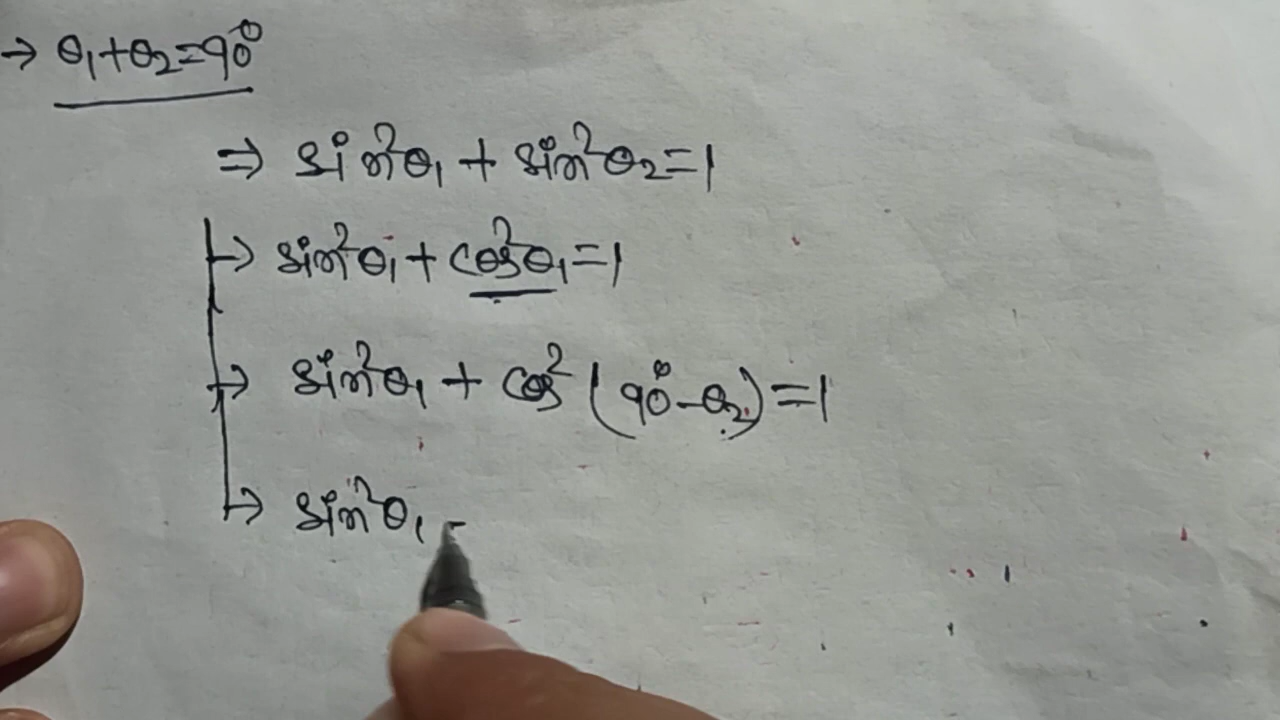 → θ₁+θ₂=90°
⇒ sin²θ₁ + sin²θ₂=1
→ sin²θ₁ + cos²θ₁=1
→ sin²θ₁ + cos² (90°-θ₂)=1
→ sin²θ₁ -